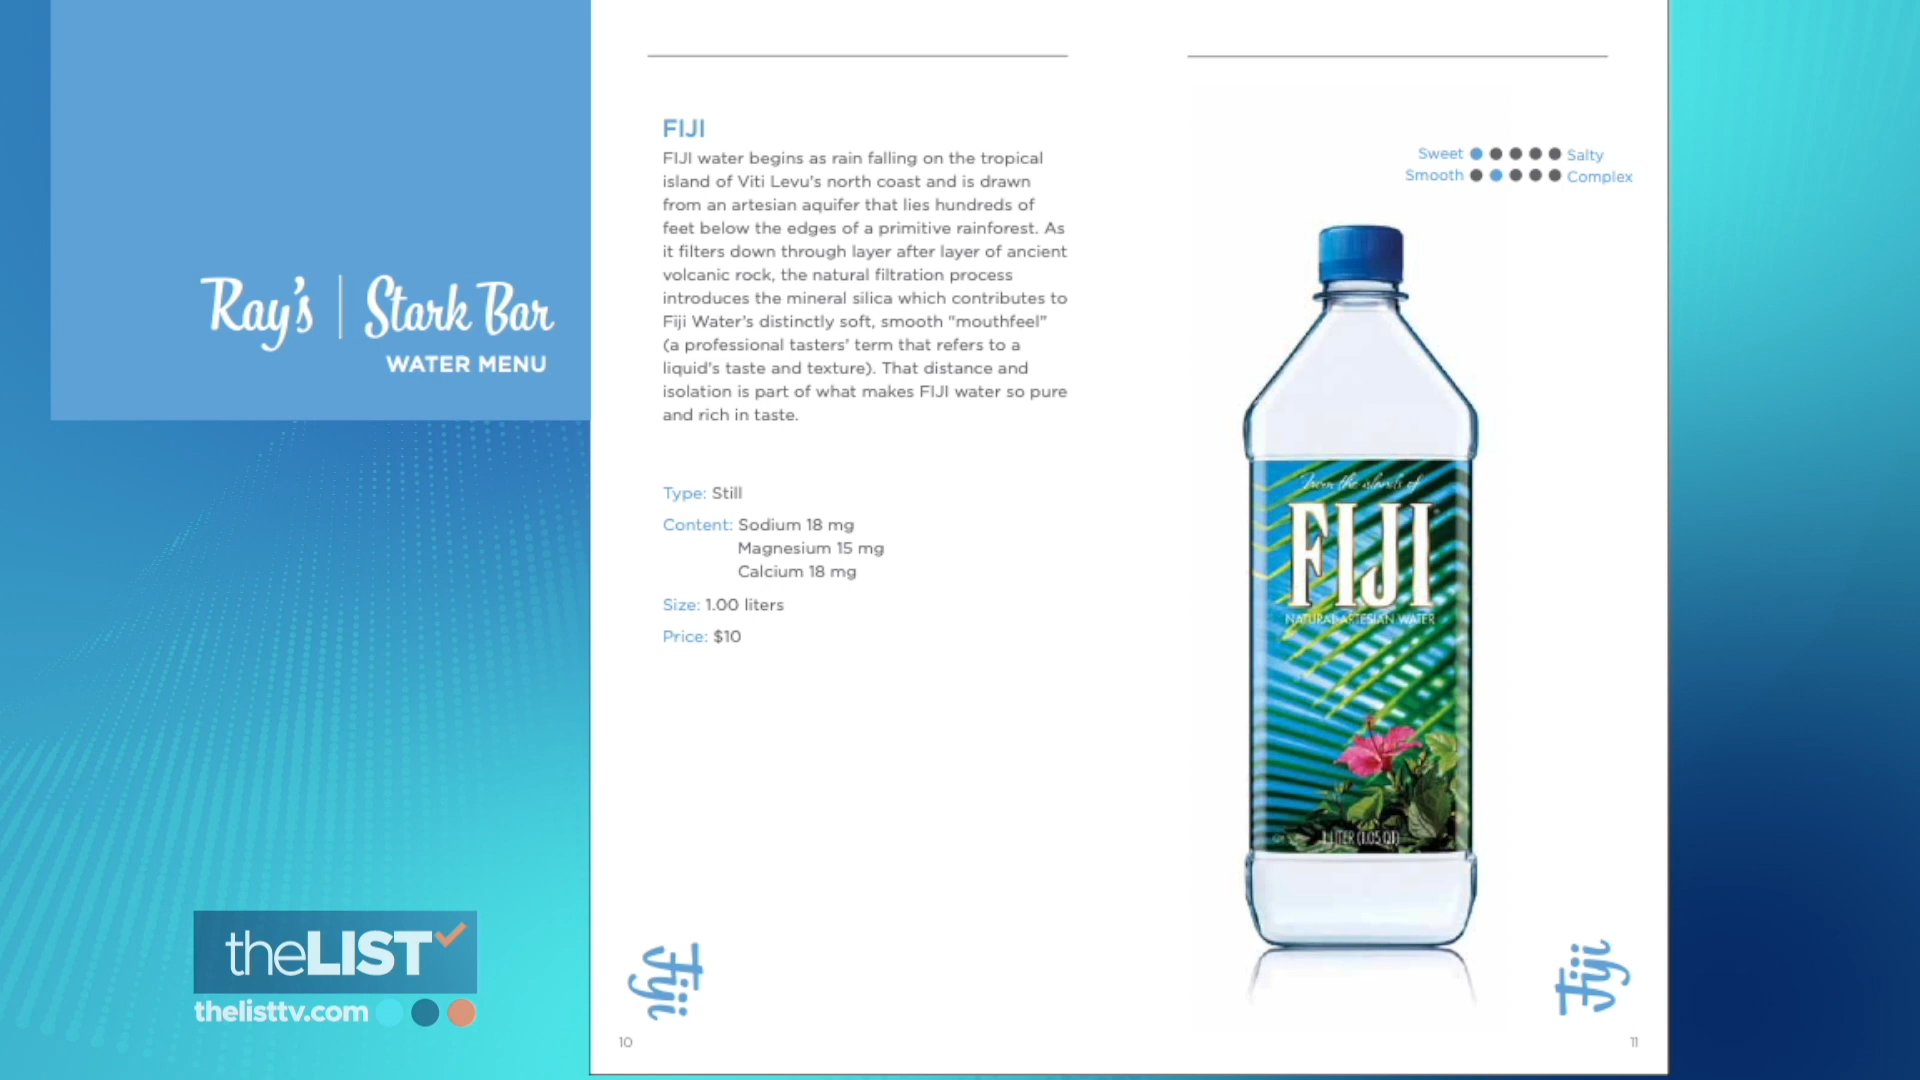 Ray's | Stark Bar
WATER MENU
FIJI
FIJI water begins as rain falling on the tropical
island of Viti Levu's north coast and is drawn
from an artesian aquifer that lies hundreds of
feet below the edges of a primitive rainforest. As
it filters down through layer after layer of ancient
volcanic rock, the natural filtration process
introduces the mineral silica which contributes to
Fiji Water's distinctly soft, smooth "mouthfeel"
(a professional tasters' term that refers to a
liquid's taste and texture). That distance and
isolation is part of what makes FIJI water so pure
and rich in taste.
Type: Still
Content: Sodium 18 mg
Magnesium 15 mg
Calcium 18 mg
Size: 1.00 liters
Price: $10
Fiji
10
Sweet Salty
Smooth Complex
From the islands of
FIJI
NATURAL ARTESIAN WATER
1 LITER (1.05 QT)
Fiji
11
theLIST
thelisttv.com